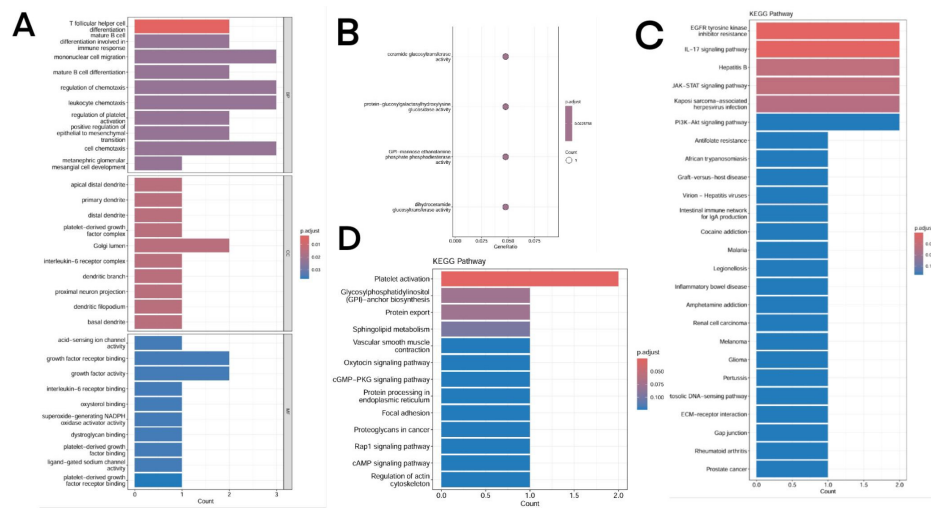 A
T follicular helper cell
differentiation
mature B cell
differentiation involved in
immune response
mononuclear cell migration
mature B cell differentiation
regulation of chemotaxis
leukocyte chemotaxis
regulation of platelet
activation
positive regulation of
epithelial to mesenchymal
transition
cell chemotaxis
metanephric glomerular
mesangial cell development
BP
apical distal dendrite
primary dendrite
distal dendrite
platelet-derived growth
factor complex
Golgi lumen
interleukin-6 receptor complex
dendritic branch
proximal neuron projection
dendritic filopodium
basal dendrite
CC
acid-sensing ion channel
activity
growth factor receptor binding
growth factor activity
interleukin-6 receptor binding
oxysterol binding
superoxide-generating NADPH
oxidase activator activity
dystroglycan binding
platelet-derived growth
factor binding
ligand-gated sodium channel
activity
platelet-derived growth
factor receptor binding
MF
0 1 2 3
Count
p.adjust
0.01
0.02
0.03
B
ceramide glucosyltransferase
activity
protein-glucosylgalactosylhydroxylysine
glucosidase activity
GPI-mannose ethanolamine
phosphate phosphodiesterase
activity
dihydroceramide
glucosyltransferase activity
0.000 0.025 0.050 0.075
GeneRatio
p.adjust
Count
1
C
KEGG Pathway
EGFR tyrosine kinase
inhibitor resistance
IL-17 signaling pathway
Hepatitis B
JAK-STAT signaling pathway
Kaposi sarcoma-associated
herpesvirus infection
PI3K-Akt signaling pathway
Antifolate resistance
African trypanosomiasis
Graft-versus-host disease
Virion - Hepatitis viruses
Intestinal immune network
for IgA production
Cocaine addiction
Malaria
Legionellosis
Inflammatory bowel disease
Amphetamine addiction
Renal cell carcinoma
Melanoma
Glioma
Pertussis
tosolic DNA-sensing pathway
ECM-receptor interaction
Gap junction
Rheumatoid arthritis
Prostate cancer
0.0 0.5 1.0 1.5 2.0
Count
p.adjust
D
KEGG Pathway
Platelet activation
Glycosylphosphatidylinositol
(GPI)-anchor biosynthesis
Protein export
Sphingolipid metabolism
Vascular smooth muscle
contraction
Oxytocin signaling pathway
cGMP-PKG signaling pathway
Protein processing in
endoplasmic reticulum
Focal adhesion
Proteoglycans in cancer
Rap1 signaling pathway
cAMP signaling pathway
Regulation of actin
cytoskeleton
0.0 0.5 1.0 1.5 2.0
Count
p.adjust
0.050
0.075
0.100